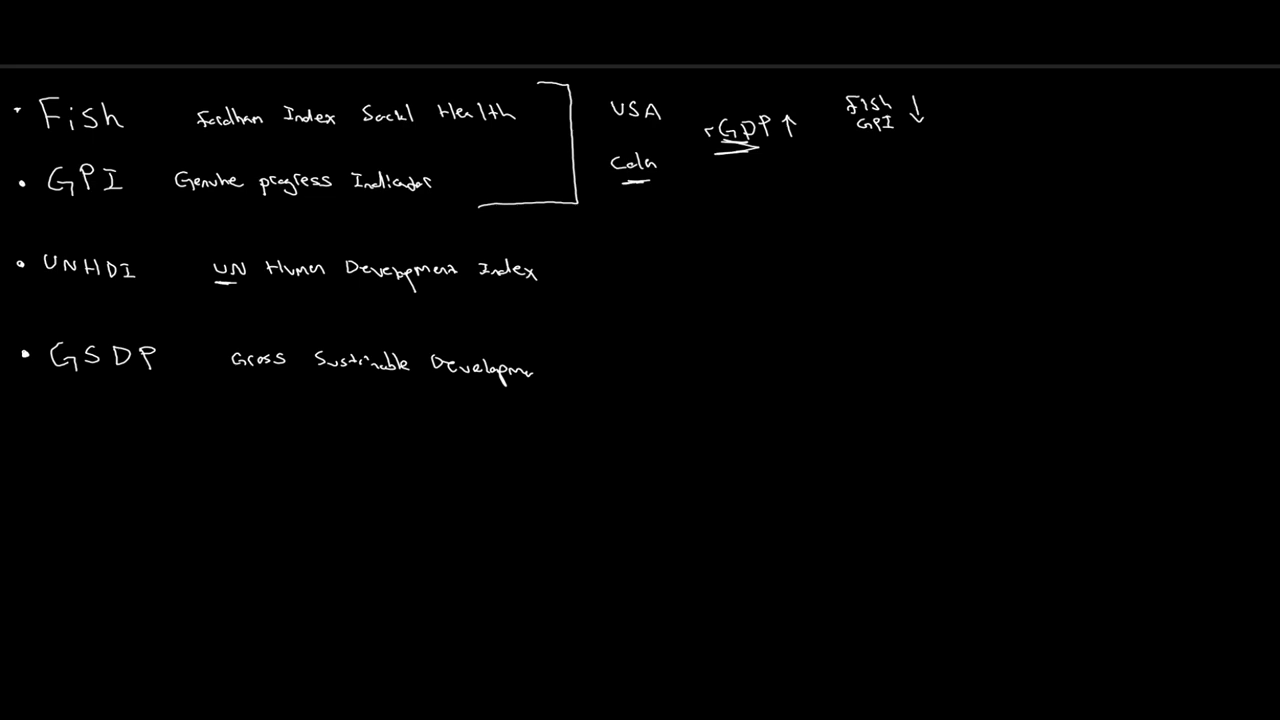 • Fish Fordham Index Social Health
• GPI Genuine progress Indicator
USA
Cda
rGDP ↑
Fish
GPI ↓
• UNHDI UN Human Development Index
• GSDP Gross Sustainable Developme